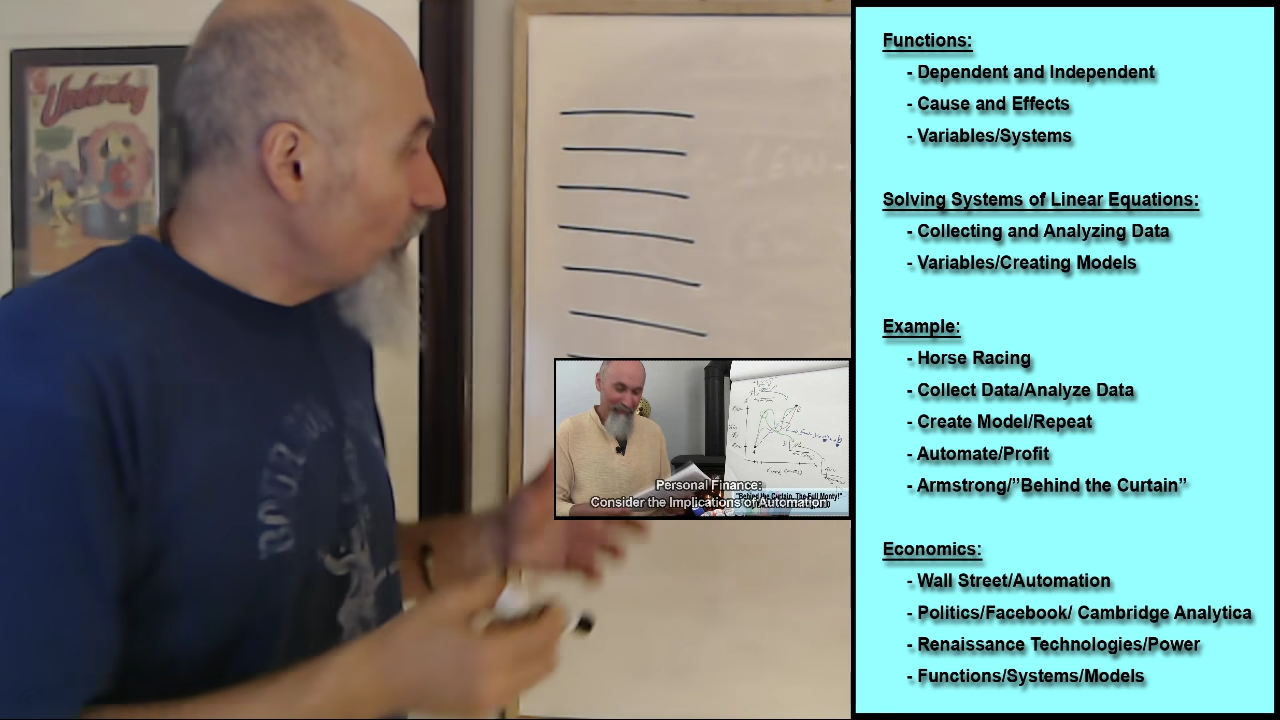 Underdog
Functions:
- Dependent and Independent
- Cause and Effects
- Variables/Systems
Solving Systems of Linear Equations:
- Collecting and Analyzing Data
- Variables/Creating Models
Example:
- Horse Racing
- Collect Data/Analyze Data
- Create Model/Repeat
- Automate/Profit
- Armstrong/”Behind the Curtain”
Economics:
- Wall Street/Automation
- Politics/Facebook/ Cambridge Analytica
- Renaissance Technologies/Power
- Functions/Systems/Models
Personal Finance:
Consider the Implications of Automation
"Behind the Curtain, The Full Monty!"